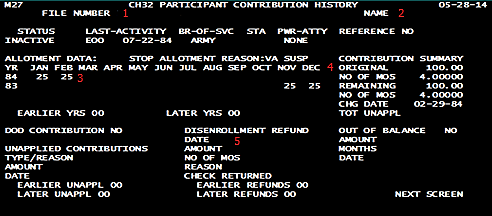 M27 CH32 PARTICIPANT CONTRIBUTION HISTORY 05-28-14
FILE NUMBER 1 NAME 2
STATUS LAST-ACTIVITY BR-OF-SVC STA PWR-ATTY REFERENCE NO
INACTIVE E00 07-22-84 ARMY NONE
ALLOTMENT DATA: STOP ALLOTMENT REASON:VA SUSP CONTRIBUTION SUMMARY
YR JAN FEB MAR APR MAY JUN JUL AUG SEP OCT NOV DEC 4 ORIGINAL 100.00
84 25 25 3 NO OF MOS 4.00000
83 25 25 REMAINING 100.00
NO OF MOS 4.00000
CHG DATE 02-29-84
EARLIER YRS 00 LATER YRS 00 TOT UNAPPL
DOD CONTRIBUTION NO DISENROLLMENT REFUND OUT OF BALANCE NO
DATE 5 AMOUNT
UNAPPLIED CONTRIBUTIONS AMOUNT MONTHS
TYPE/REASON NO OF MOS DATE
AMOUNT REASON
DATE CHECK RETURNED
EARLIER UNAPPL 00 EARLIER REFUNDS 00
LATER UNAPPL 00 LATER REFUNDS 00 NEXT SCREEN